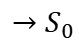 → S₀